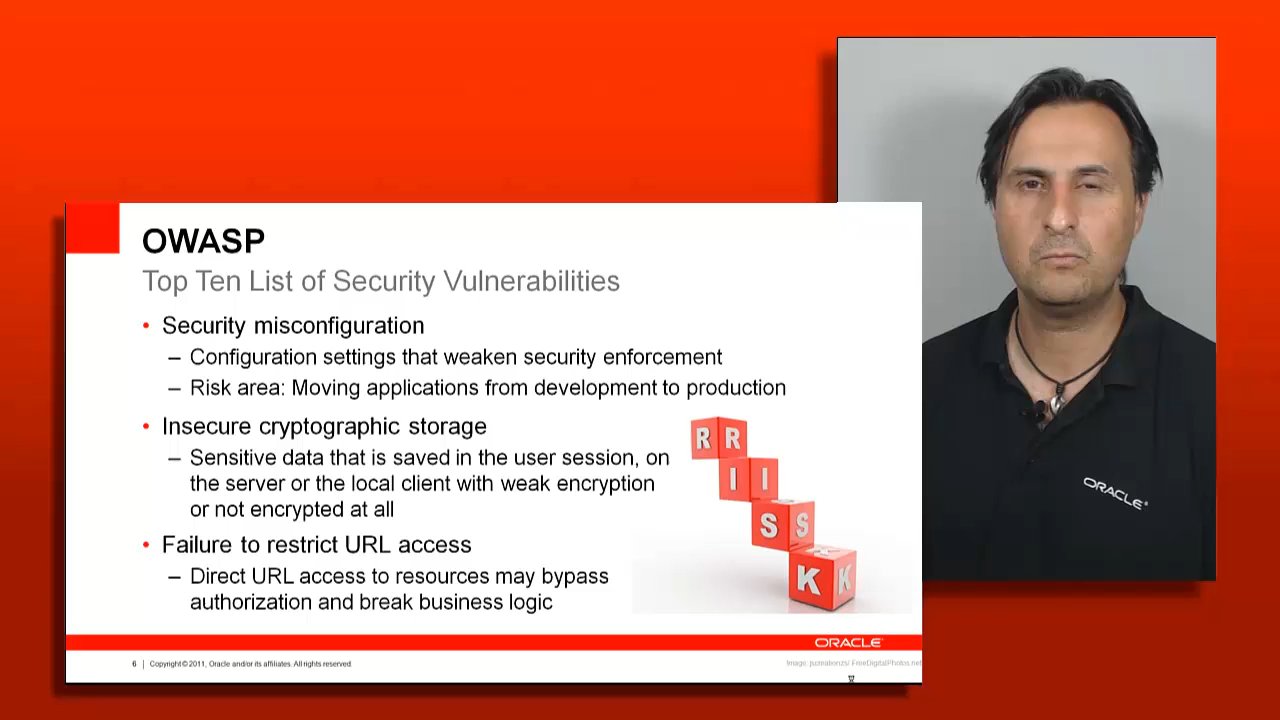 OWASP
Top Ten List of Security Vulnerabilities
• Security misconfiguration
– Configuration settings that weaken security enforcement
– Risk area: Moving applications from development to production
• Insecure cryptographic storage
– Sensitive data that is saved in the user session, on
the server or the local client with weak encryption
or not encrypted at all
• Failure to restrict URL access
– Direct URL access to resources may bypass
authorization and break business logic
R R
I I
S S
K K
ORACLE
6 | Copyright © 2011, Oracle and/or its affiliates. All rights reserved.
Image: / FreeDigitalPhotos.net
ORACLE®